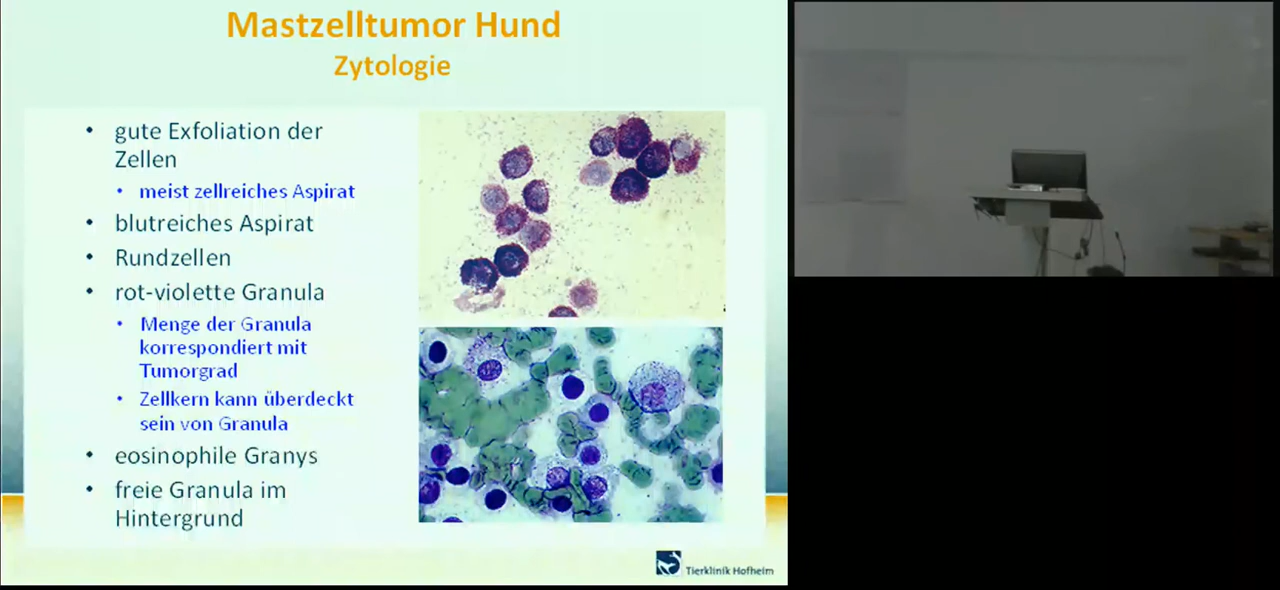 Mastzelltumor Hund
Zytologie
• gute Exfoliation der
Zellen
• meist zellreiches Aspirat
• blutreiches Aspirat
• Rundzellen
• rot-violette Granula
• Menge der Granula
korrespondiert mit
Tumorgrad
• Zellkern kann überdeckt
sein von Granula
• eosinophile Granys
• freie Granula im
Hintergrund
Tierklinik Hofheim